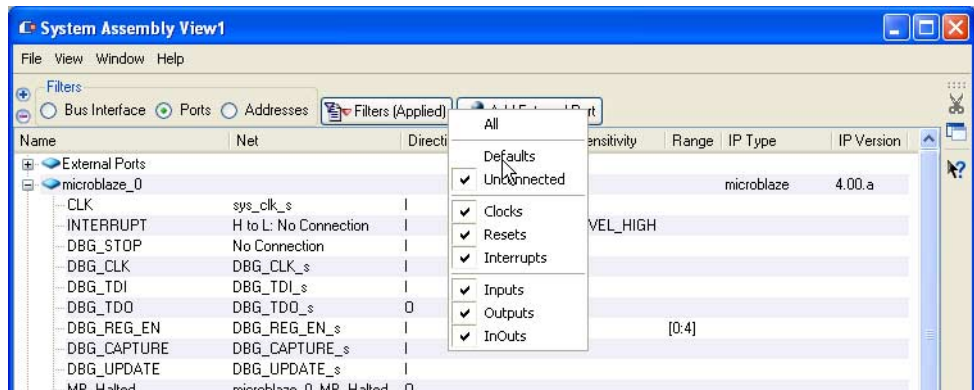 System Assembly View1
File View Window Help
Filters
Bus Interface Ports Addresses Filters (Applied)
Name Net IP Type IP Version Range
External Ports
microblaze_0 microblaze 4.00.a
CLK sys_clk_s I
INTERRUPT H to L: No Connection I VEL_HIGH
DBG_STOP No Connection I
DBG_CLK DBG_CLK_s I
DBG_TDI DBG_TDI_s I
DBG_TDO DBG_TDO_s O
DBG_REG_EN DBG_REG_EN_s I [0:4]
DBG_CAPTURE DBG_CAPTURE_s I
DBG_UPDATE DBG_UPDATE_s I
MB_Halted microblaze_0_MB_Halted O
All
Defaults
Unconnected
Clocks
Resets
Interrupts
Inputs
Outputs
InOuts